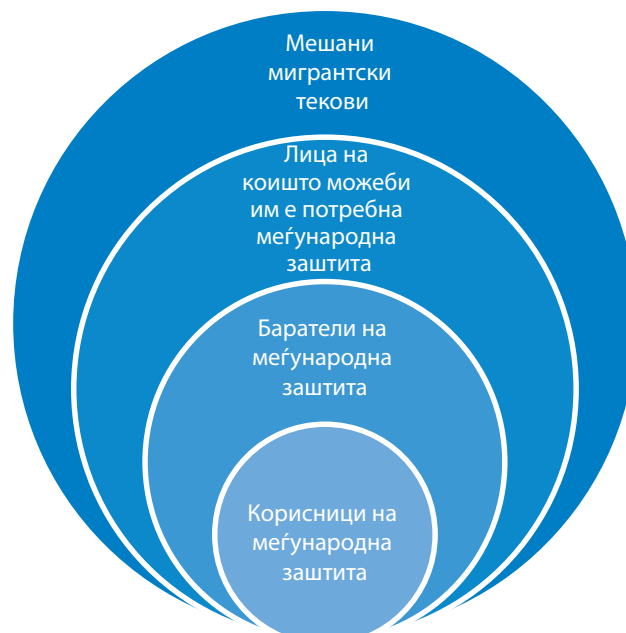 Мешани
мигрантски
текови
Лица на
коишто можеби
им е потребна
меѓународна
заштита
Баратели на
меѓународна
заштита
Корисници на
меѓународна
заштита